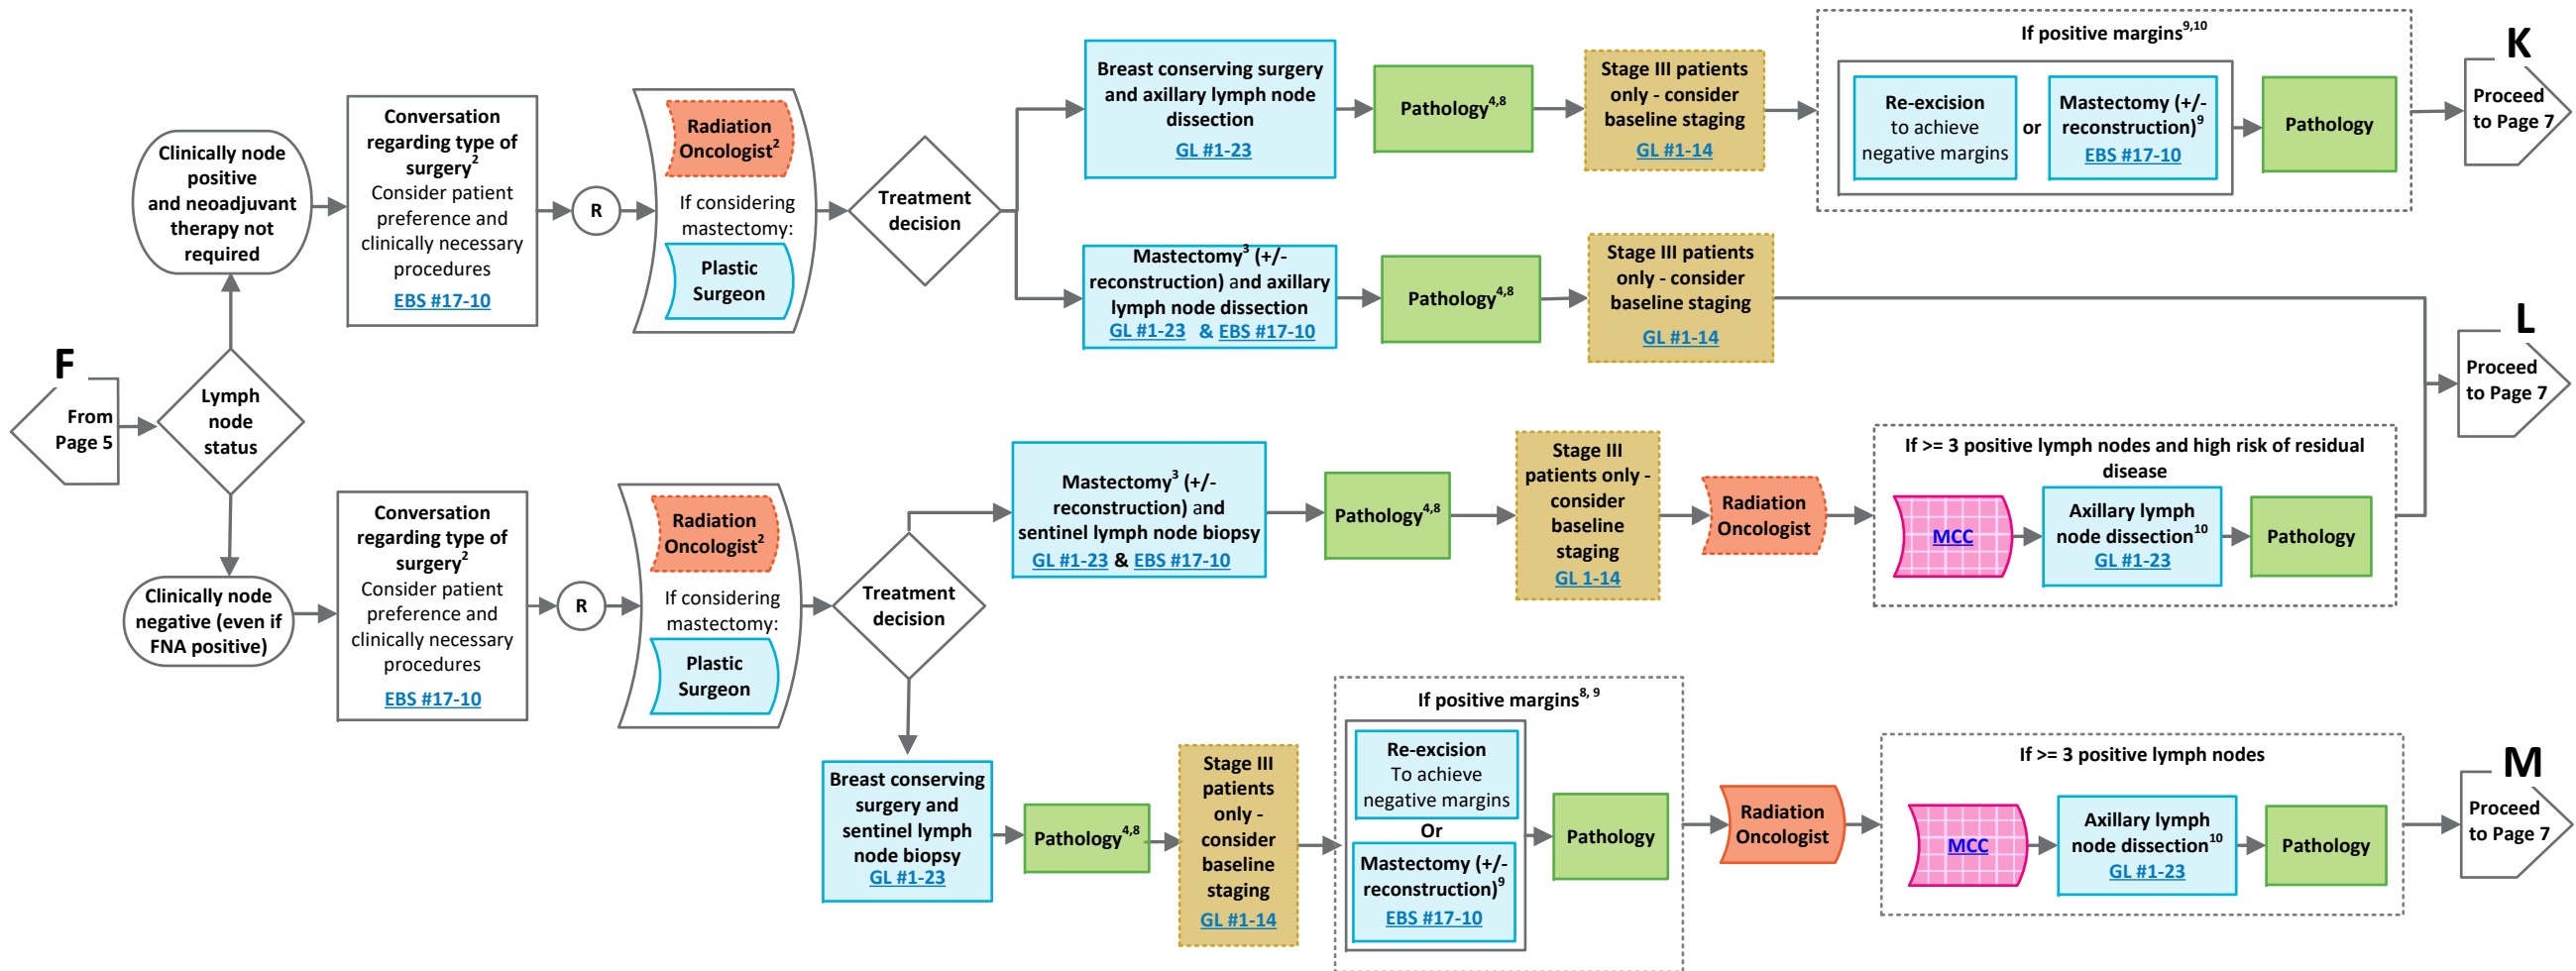 F
From
Page 5
Lymph
node
status
Clinically node
positive
and neoadjuvant
therapy not
required
Conversation
regarding type of
surgery2
Consider patient
preference and
clinically necessary
procedures
EBS #17-10
R
Radiation
Oncologist2
If considering
mastectomy:
Plastic
Surgeon
Treatment
decision
Breast conserving surgery
and axillary lymph node
dissection
GL #1-23
Pathology4,8
Stage III patients
only - consider
baseline staging
GL #1-14
If positive margins9,10
Re-excision
to achieve
negative margins
or
Mastectomy (+/-
reconstruction)9
EBS #17-10
Pathology
K
Proceed
to Page 7
Mastectomy3 (+/-
reconstruction) and axillary
lymph node dissection
GL #1-23 & EBS #17-10
Pathology4,8
Stage III patients
only - consider
baseline staging
GL #1-14
L
Proceed
to Page 7
Clinically node
negative (even if
FNA positive)
Conversation
regarding type of
surgery2
Consider patient
preference and
clinically necessary
procedures
EBS #17-10
R
Radiation
Oncologist2
If considering
mastectomy:
Plastic
Surgeon
Treatment
decision
Mastectomy3 (+/-
reconstruction) and
sentinel lymph node biopsy
GL #1-23 & EBS #17-10
Pathology4,8
Stage III
patients only -
consider
baseline
staging
GL 1-14
Radiation
Oncologist
If >= 3 positive lymph nodes and high risk of residual
disease
MCC
Axillary lymph
node dissection10
GL #1-23
Pathology
Breast conserving
surgery and
sentinel lymph
node biopsy
GL #1-23
Pathology4,8
Stage III
patients
only -
consider
baseline
staging
GL #1-14
If positive margins8, 9
Re-excision
To achieve
negative margins
Or
Mastectomy (+/-
reconstruction)9
EBS #17-10
Pathology
Radiation
Oncologist
If >= 3 positive lymph nodes
MCC
Axillary lymph
node dissection10
GL #1-23
Pathology
M
Proceed
to Page 7